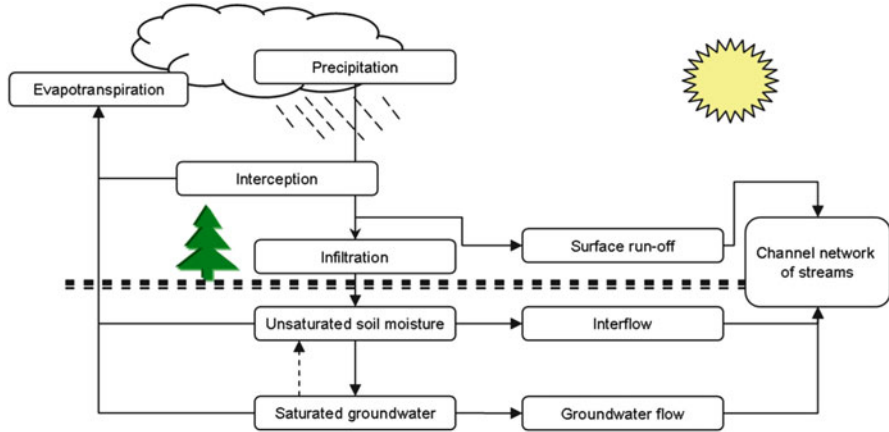 Precipitation
Evapotranspiration
Interception
Surface run-off
Infiltration
Channel network
of streams
Unsaturated soil moisture
Interflow
Saturated groundwater
Groundwater flow